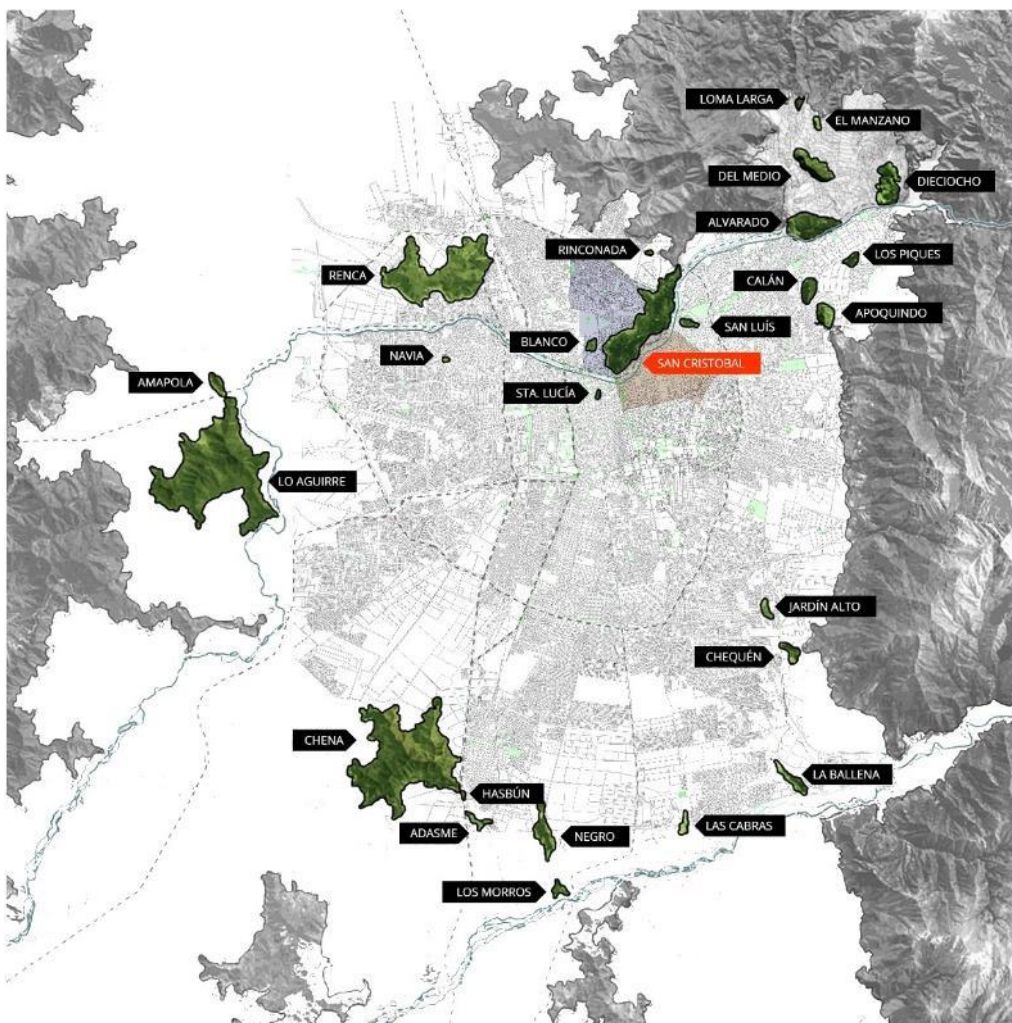 LOMA LARGA
EL MANZANO
DEL MEDIO
DIECIOCHO
ALVARADO
RINCONADA
LOS PIQUES
RENCA
CALÁN
APOQUINDO
SAN LUÍS
BLANCO
NAVIA
SAN CRISTOBAL
AMAPOLA
STA. LUCÍA
LO AGUIRRE
JARDÍN ALTO
CHEQUÉN
CHENA
LA BALLENA
HASBÚN
ADASME
NEGRO
LAS CABRAS
LOS MORROS